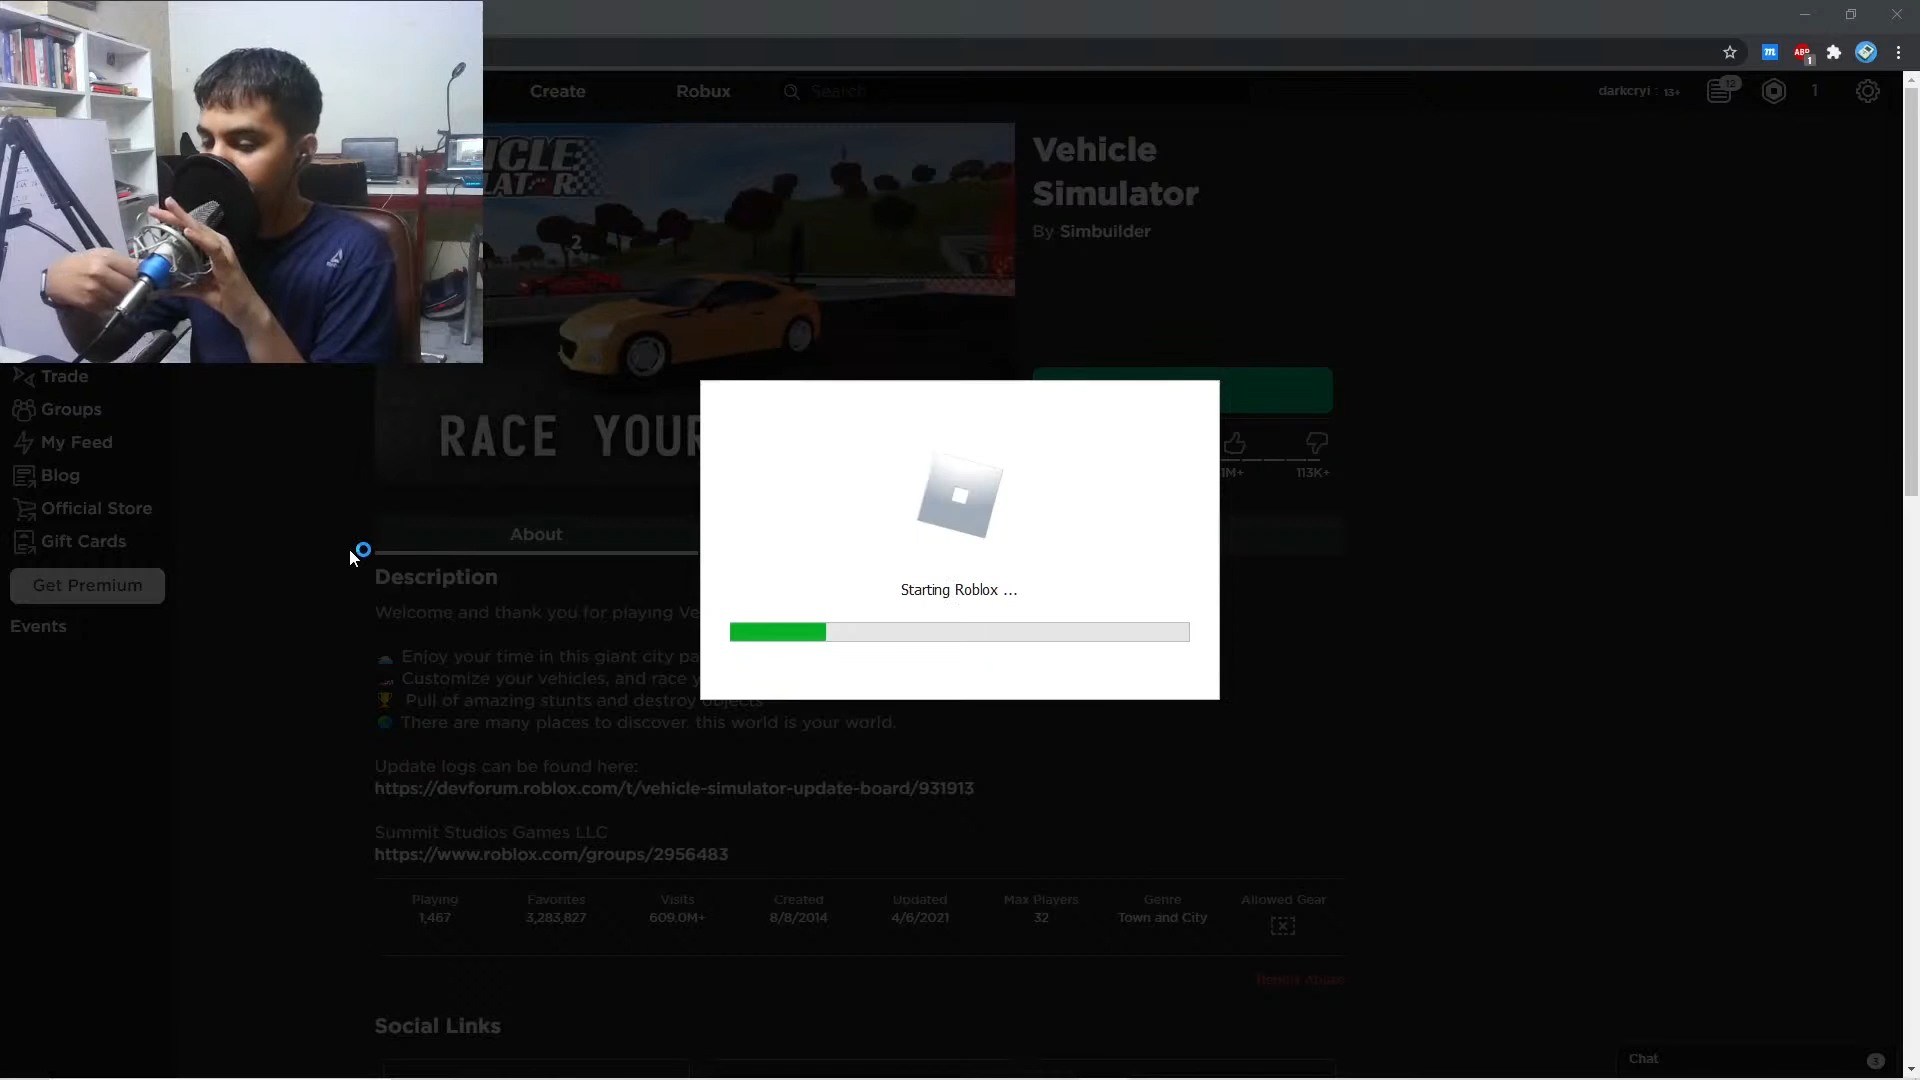 Create
Robux
Search
darkcryi : 13+
12
1
m
ABP
1
Vehicle
Simulator
By Simbuilder
2
RACE YOUR
1M+
113K+
Trade
Groups
My Feed
Blog
Official Store
Gift Cards
Get Premium
Events
Starting Roblox ...
About
Description
Welcome and thank you for playing Ve
Enjoy your time in this giant city pa
Customize your vehicles, and race y
Pull of amazing stunts and destroy objects
There are many places to discover, this world is your world.
Update logs can be found here:
https://devforum.roblox.com/t/vehicle-simulator-update-board/931913
Summit Studios Games LLC
https://www.roblox.com/groups/2956483
Playing Favorites Visits Created Updated Max Players Genre Allowed Gear
1,467 3,283,827 609.0M+ 8/8/2014 4/6/2021 32 Town and City
Report Abuse
Social Links
Chat
3